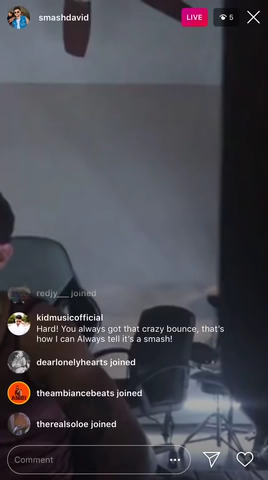 smashdavid
LIVE
5
redjy___ joined
kidmusicofficial
Hard! You always got that crazy bounce, that's
how I can Always tell it's a smash!
dearlonelyhearts joined
theambiancebeats joined
therealsoloe joined
Comment